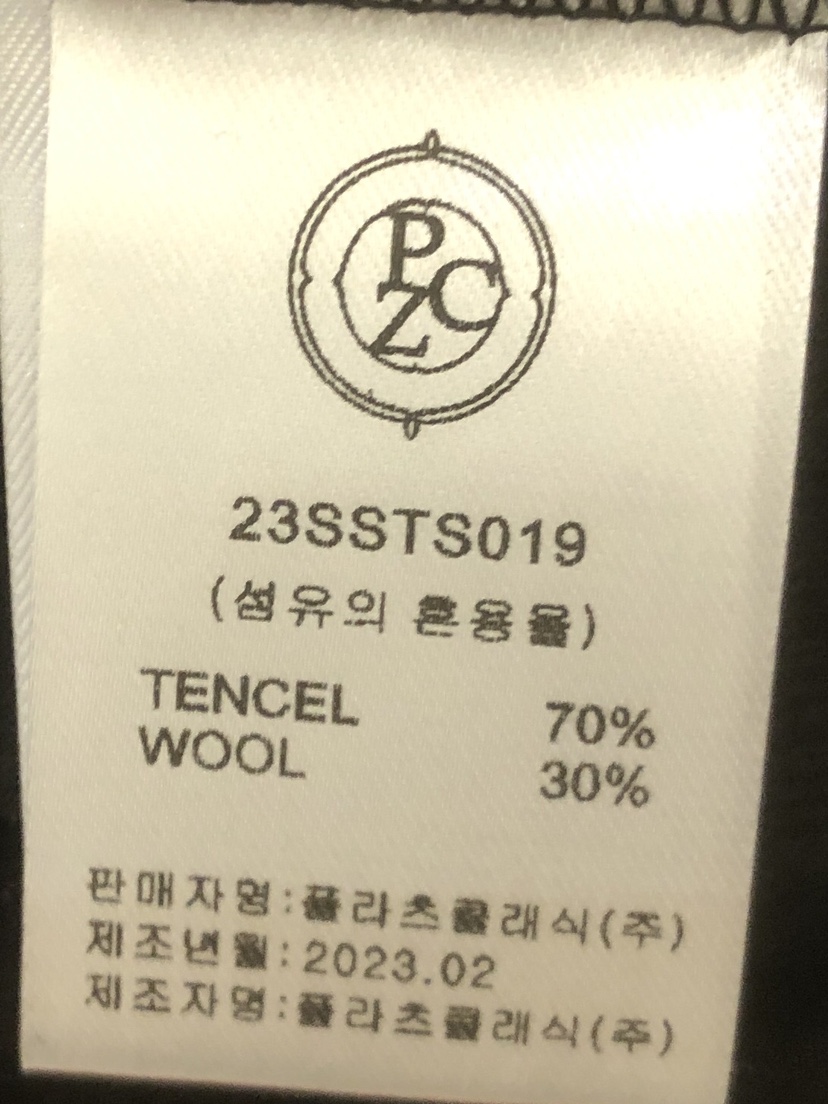 PZC
23SSTS019
(섬유의 혼용율)
TENCEL 70%
WOOL 30%
판매자명:플라츠클래식(주)
제조년월:2023.02
제조자명:플라츠클래식(주)